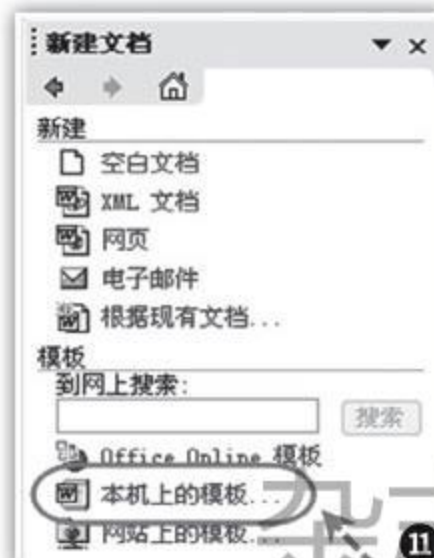 新建文档
新建
空白文档
XML 文档
网页
电子邮件
根据现有文档...
模板
到网上搜索:
搜索
Office Online 模板
本机上的模板...
网站上的模板...
11